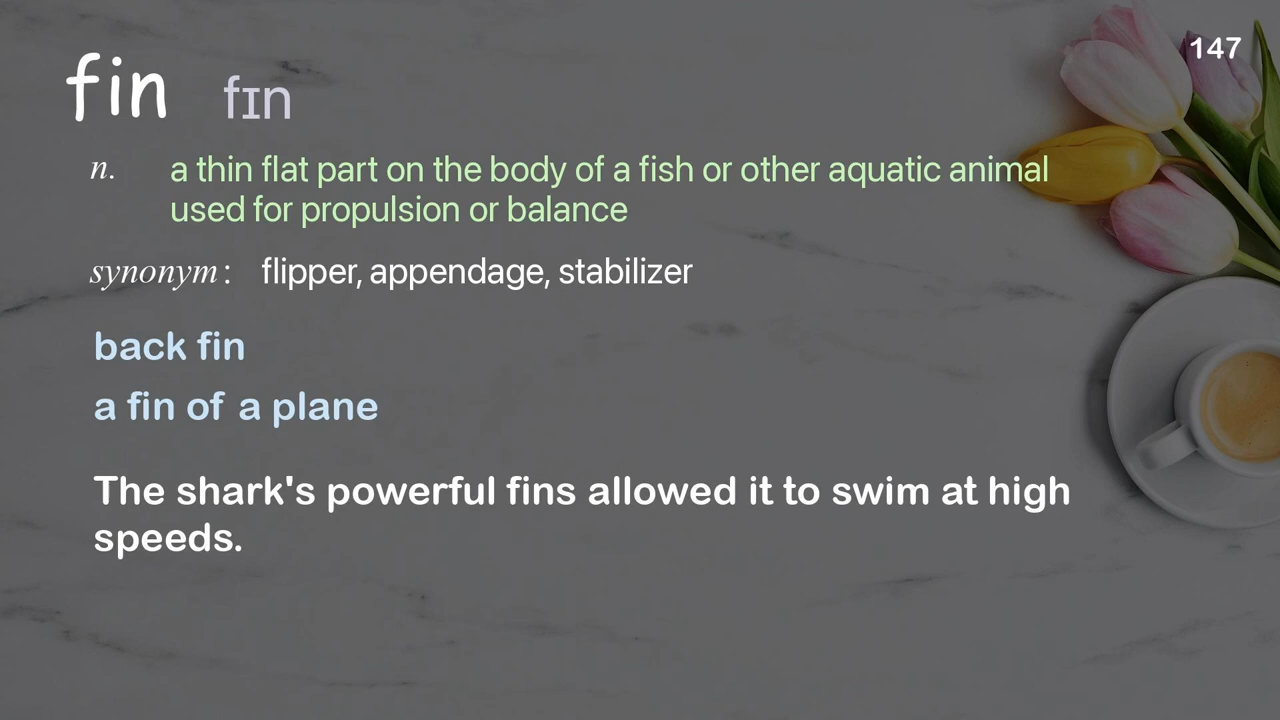 147
fin fɪn
n. a thin flat part on the body of a fish or other aquatic animal
used for propulsion or balance
synonym: flipper, appendage, stabilizer
back fin
a fin of a plane
The shark's powerful fins allowed it to swim at high
speeds.